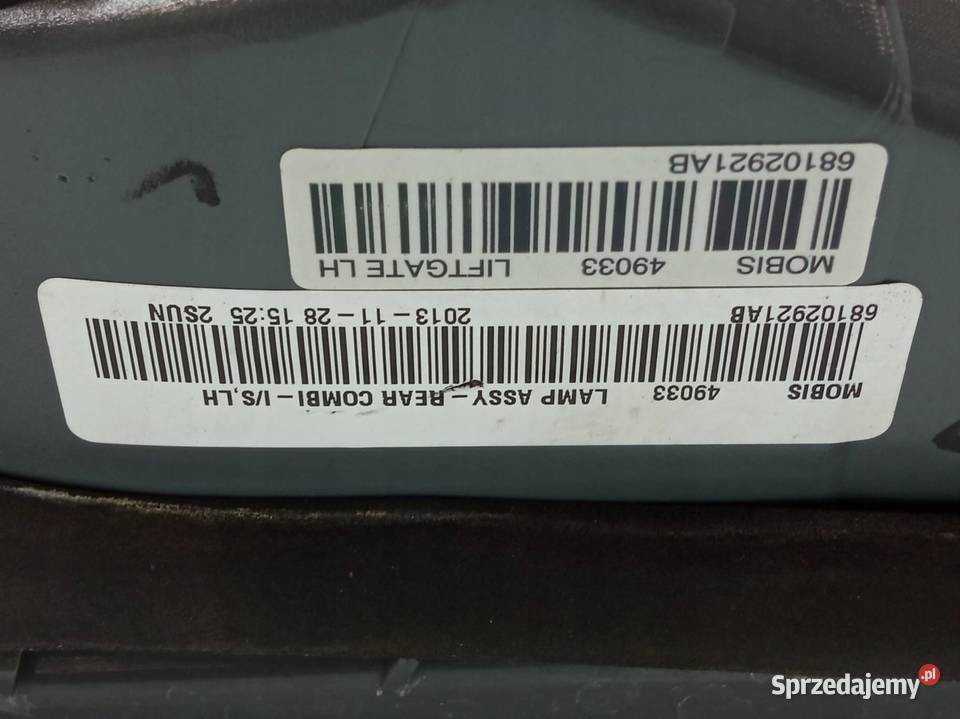 MOBIS 49033 LAMP ASSY-REAR COMBI-I/S,LH
68102921AB 2013-11-28 15:25 2SUN
MOBIS 49033 LIFTGATE LH
68102921AB
Sprzedajemy.pl